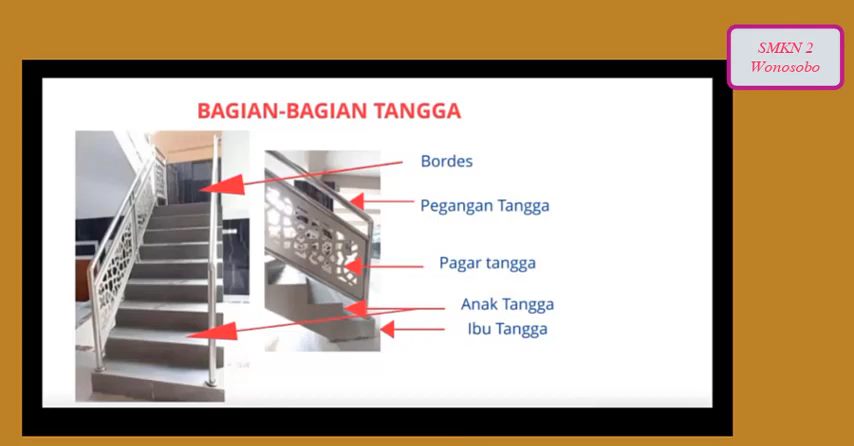 SMKN 2
Wonosobo
BAGIAN-BAGIAN TANGGA
Bordes
Pegangan Tangga
Pagar tangga
Anak Tangga
Ibu Tangga